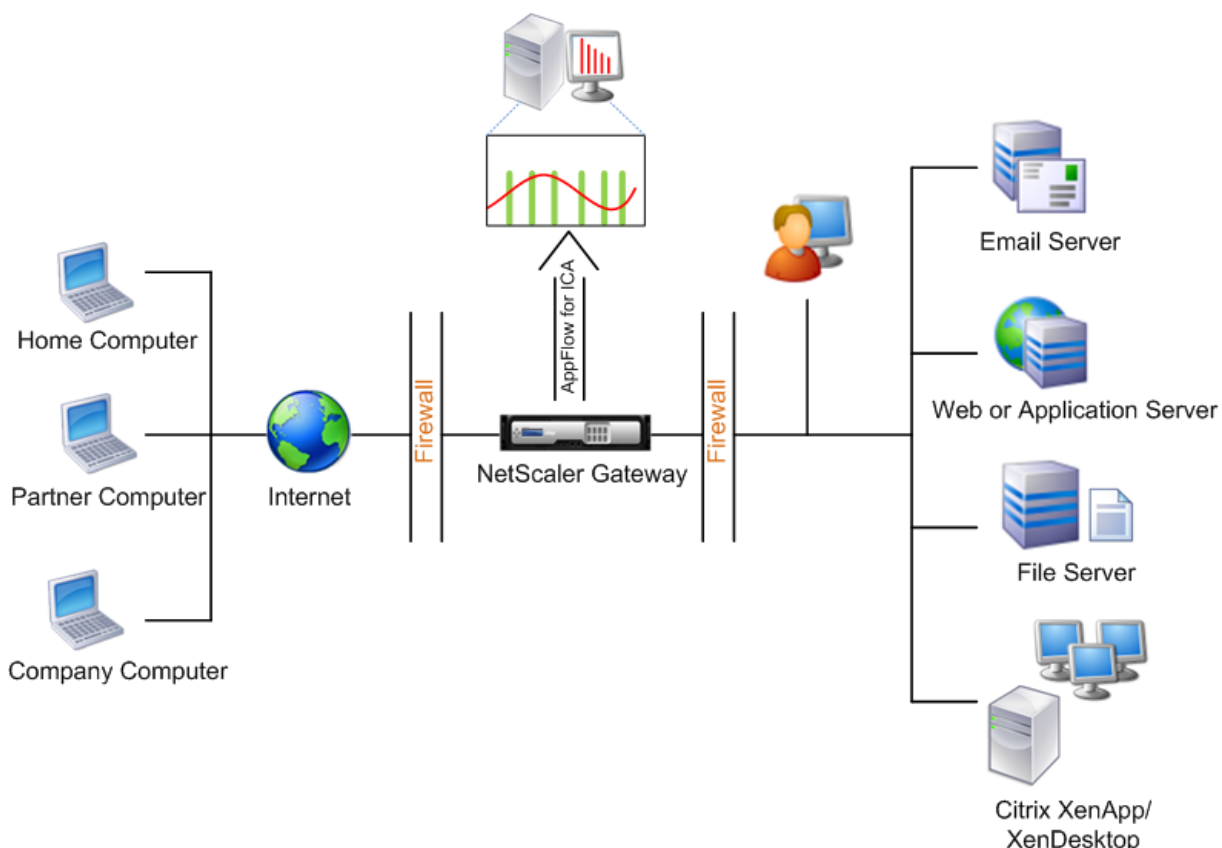 AppFlow for ICA
Home Computer
Partner Computer
Company Computer
Internet
Firewall
NetScaler Gateway
Firewall
Email Server
Web or Application Server
File Server
Citrix XenApp/
XenDesktop